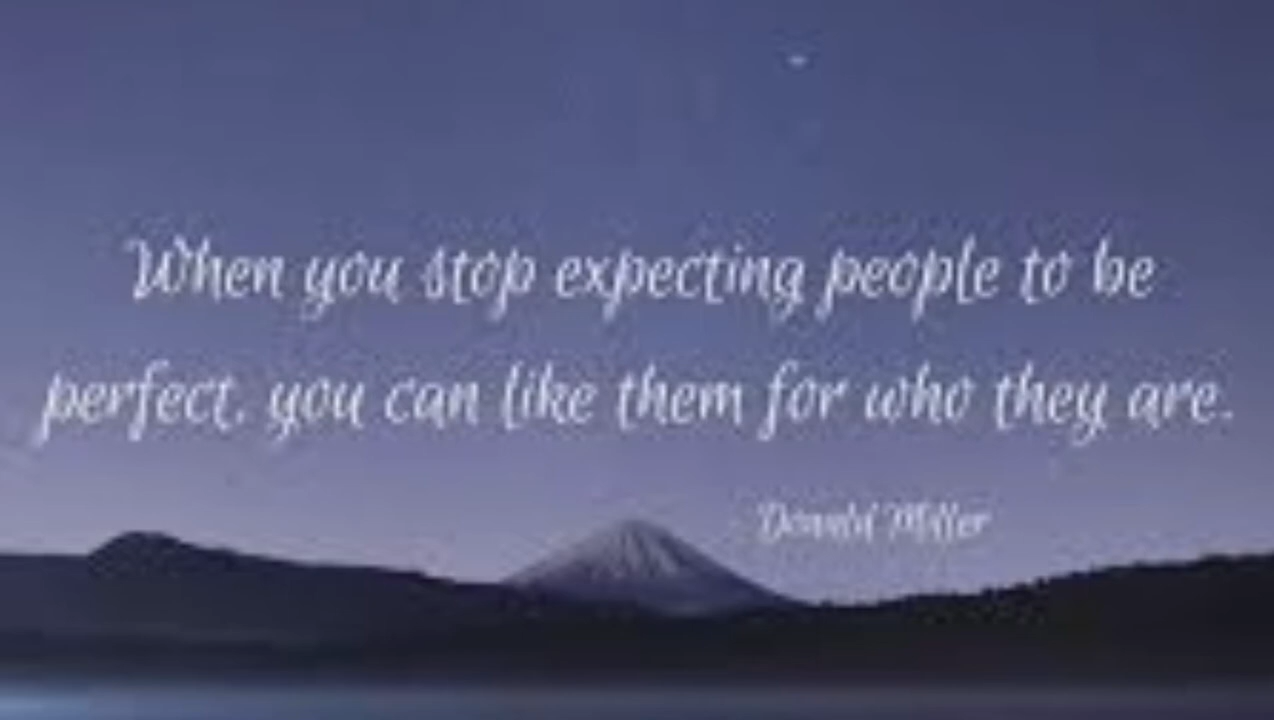 When you stop expecting people to be
perfect, you can like them for who they are.
Donald Miller